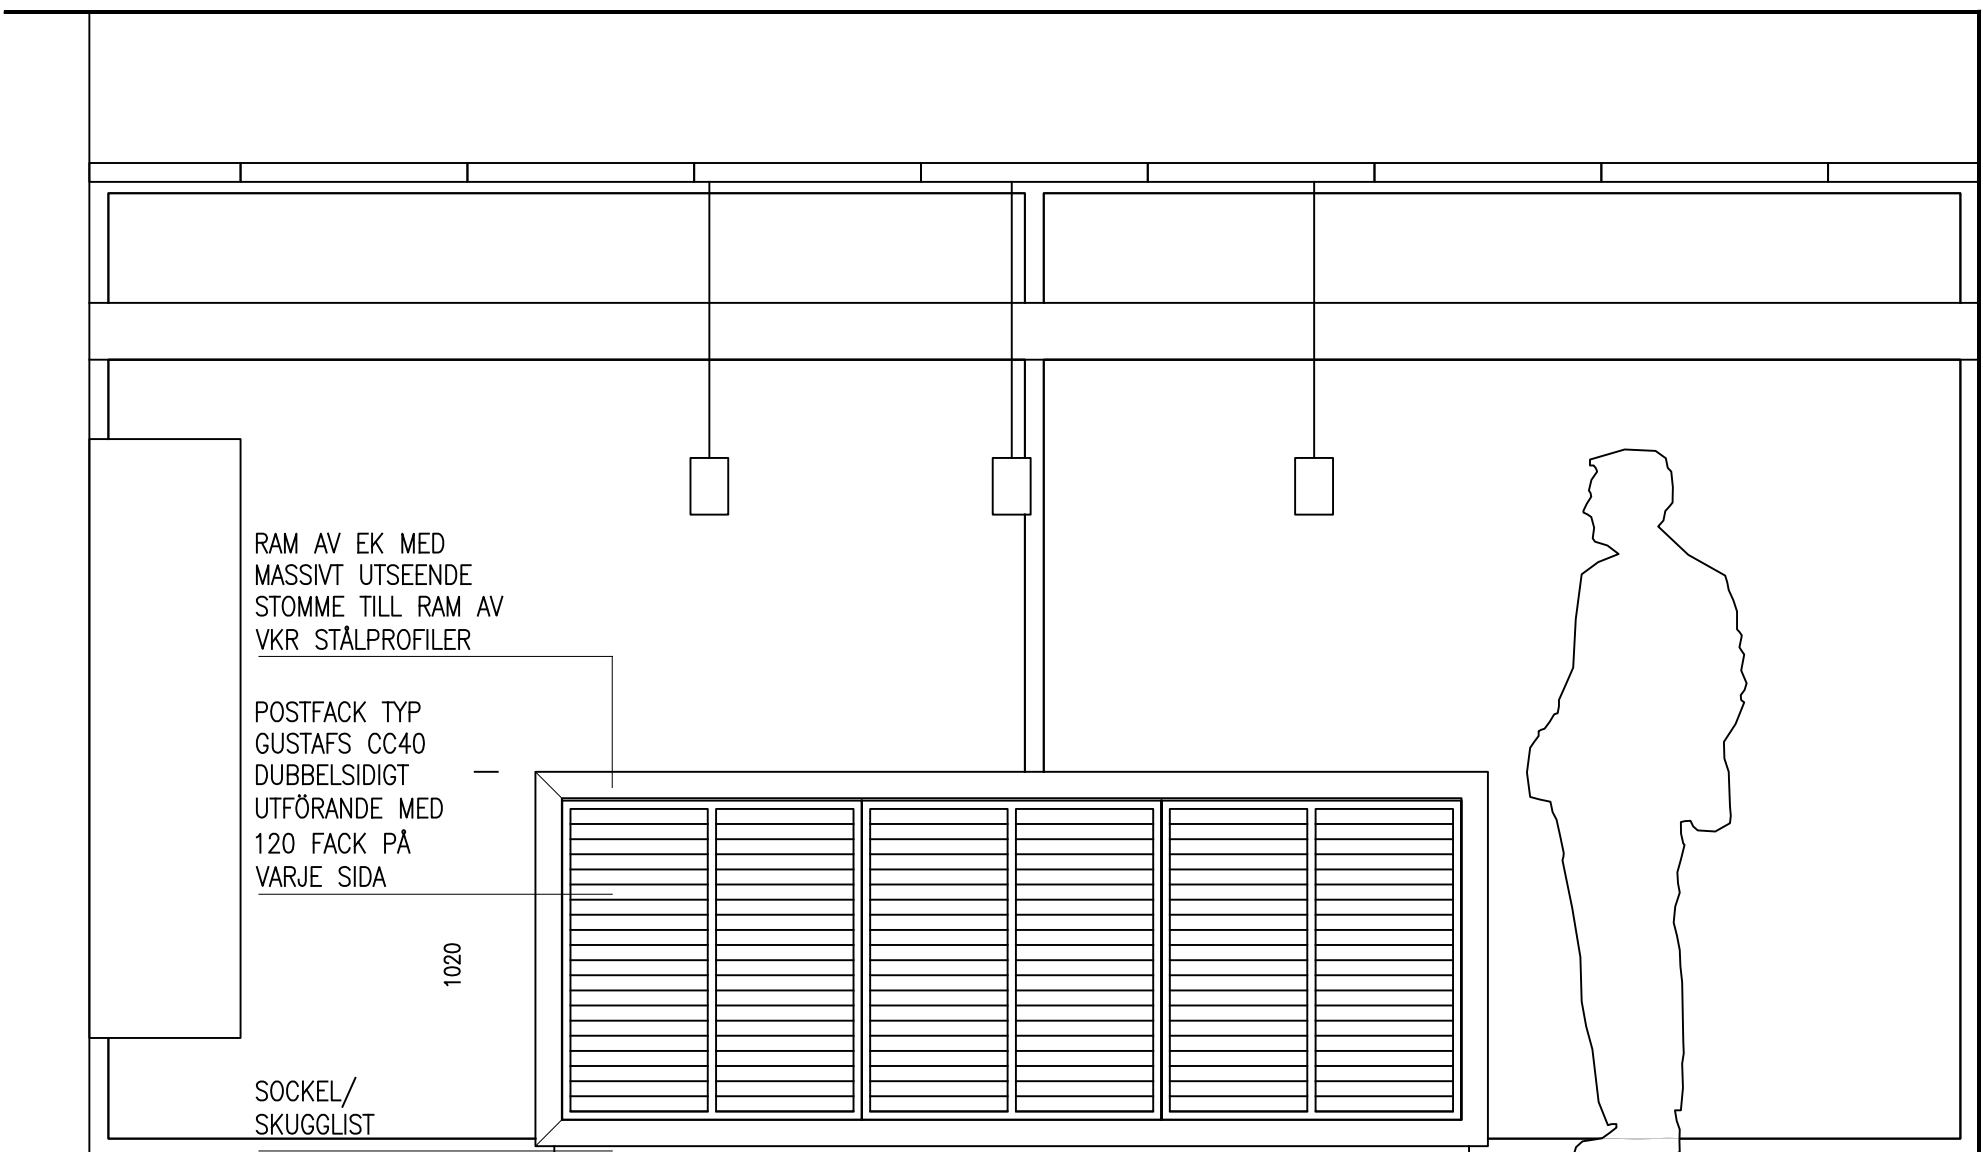 RAM AV EK MED
MASSIVT UTSEENDE
STOMME TILL RAM AV
VKR STÅLPROFILER
POSTFACK TYP
GUSTAFS CC40
DUBBELSIDIGT
UTFÖRANDE MED
120 FACK PÅ
VARJE SIDA
1020
SOCKEL/
SKUGGLIST